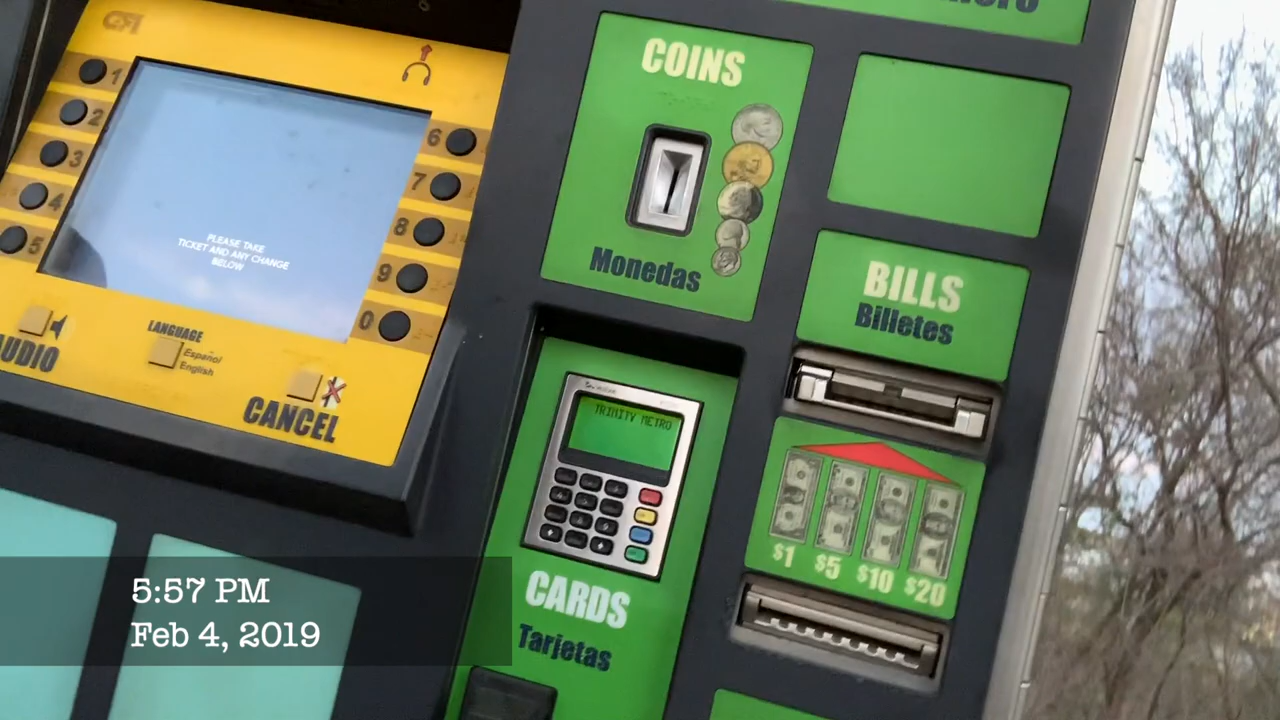 COINS
Monedas
BILLS
Billetes
$1 $5 $10 $20
1
2
3
4
5
6
7
8
9
0
PLEASE TAKE
TICKET AND ANY CHANGE
BELOW
LANGUAGE
Español
English
CANCEL
TRINITY METRO
CARDS
Tarjetas
5:57 PM
Feb 4, 2019